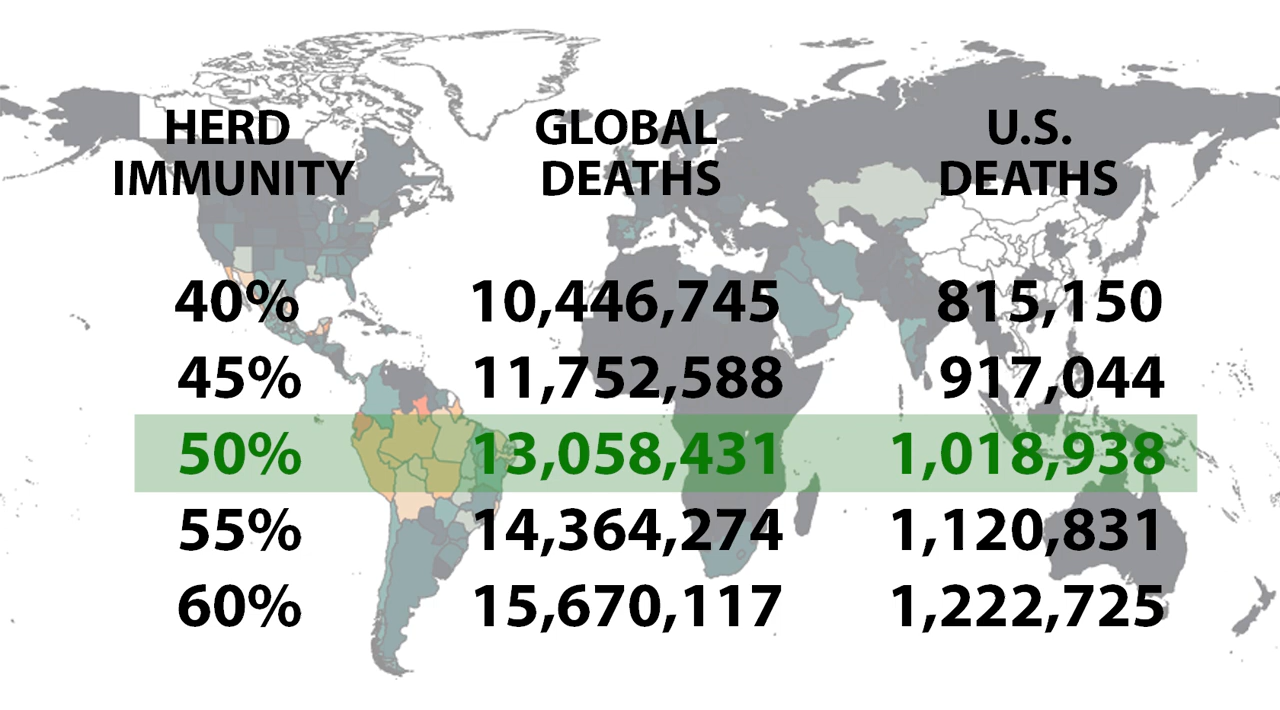 HERD GLOBAL U.S.
IMMUNITY DEATHS DEATHS
40% 10,446,745 815,150
45% 11,752,588 917,044
50% 13,058,431 1,018,938
55% 14,364,274 1,120,831
60% 15,670,117 1,222,725